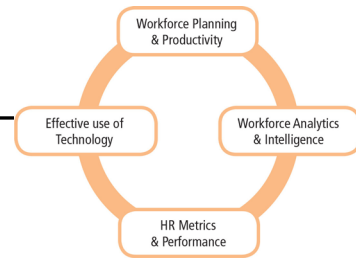 Workforce Planning
& Productivity
Effective use of
Technology
Workforce Analytics
& Intelligence
HR Metrics
& Performance